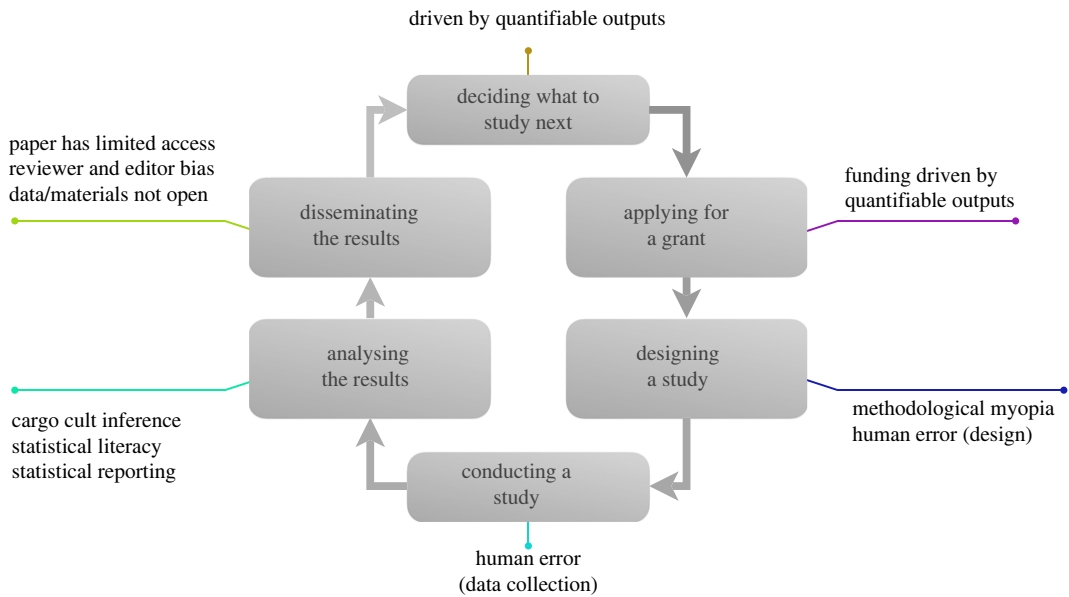 driven by quantifiable outputs
deciding what to
study next
paper has limited access
reviewer and editor bias
data/materials not open
funding driven by
quantifiable outputs
disseminating
the results
applying for
a grant
analysing
the results
designing
a study
cargo cult inference
statistical literacy
statistical reporting
methodological myopia
human error (design)
conducting a
study
human error
(data collection)